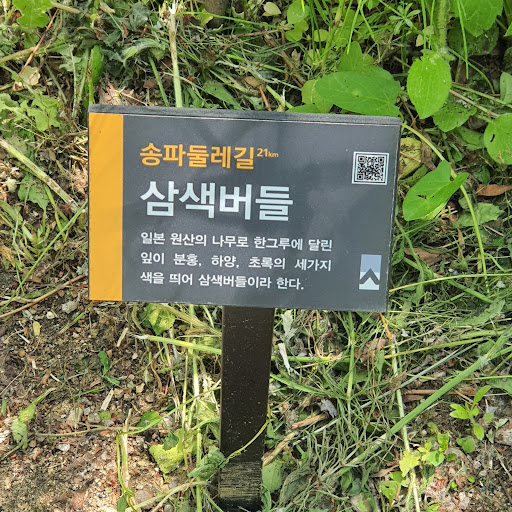 송파둘레길 21km
삼색버들
일본 원산의 나무로 한그루에 달린
잎이 분홍, 하양, 초록의 세가지
색을 띄어 삼색버들이라 한다.